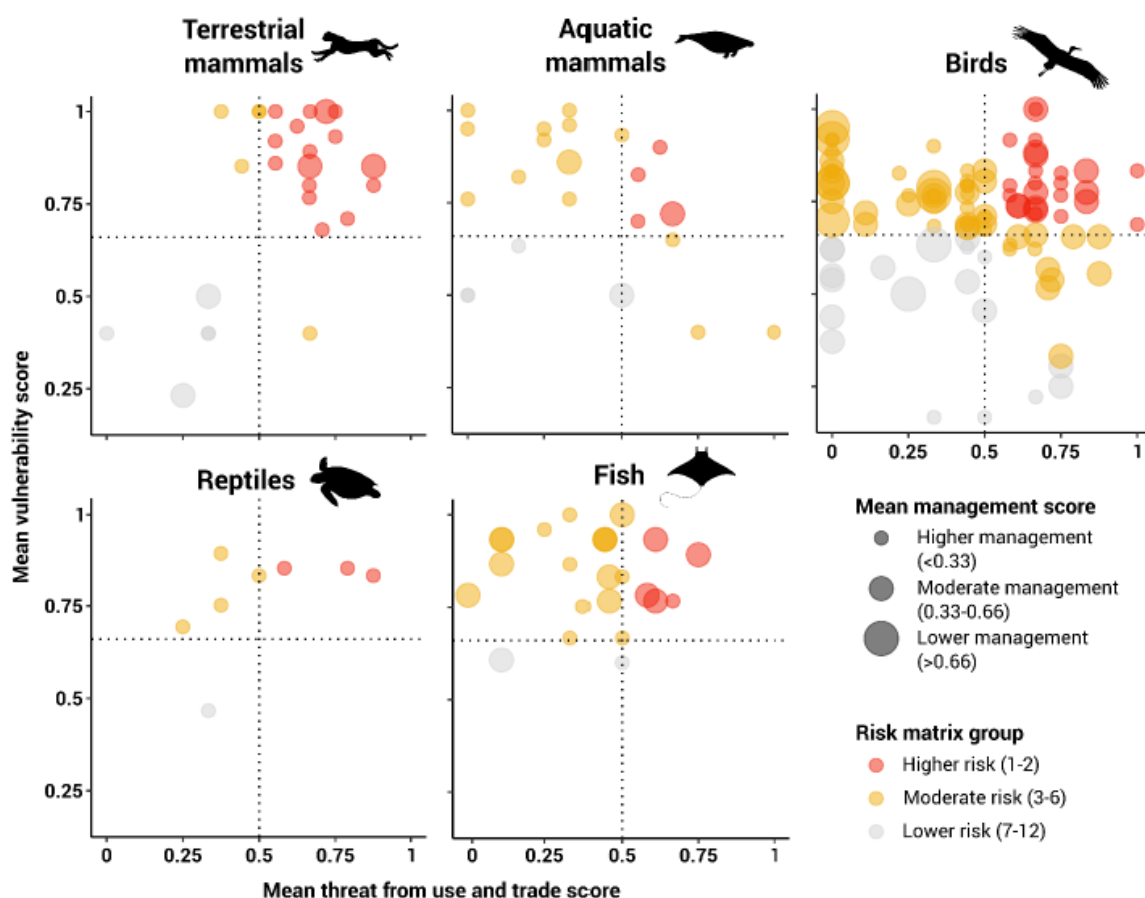 Terrestrial
mammals
Aquatic
mammals
Birds
1
0.75
0.5
0.25
0 0.25 0.5 0.75 1
Reptiles
Fish
1
0.75
0.5
0.25
0 0.25 0.5 0.75 1
0 0.25 0.5 0.75 1
Mean vulnerability score
Mean threat from use and trade score
Mean management score
Higher management
(<0.33)
Moderate management
(0.33-0.66)
Lower management
(>0.66)
Risk matrix group
Higher risk (1-2)
Moderate risk (3-6)
Lower risk (7-12)